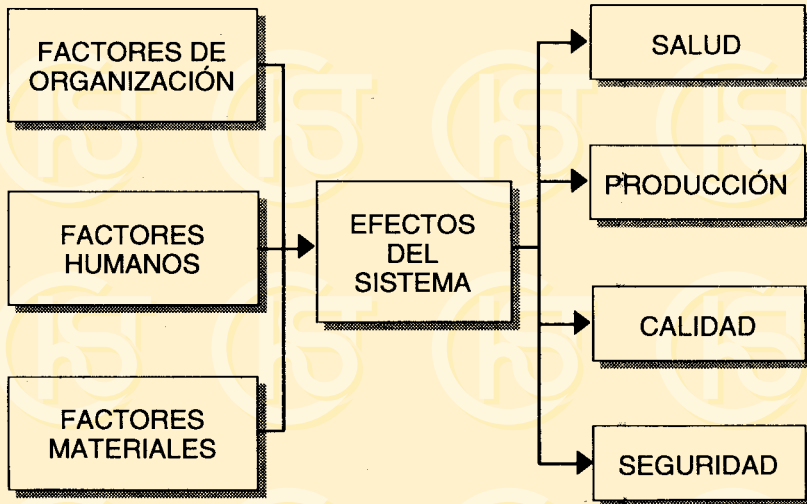 FACTORES DE
ORGANIZACIÓN
FACTORES
HUMANOS
FACTORES
MATERIALES
EFECTOS
DEL
SISTEMA
SALUD
PRODUCCIÓN
CALIDAD
SEGURIDAD